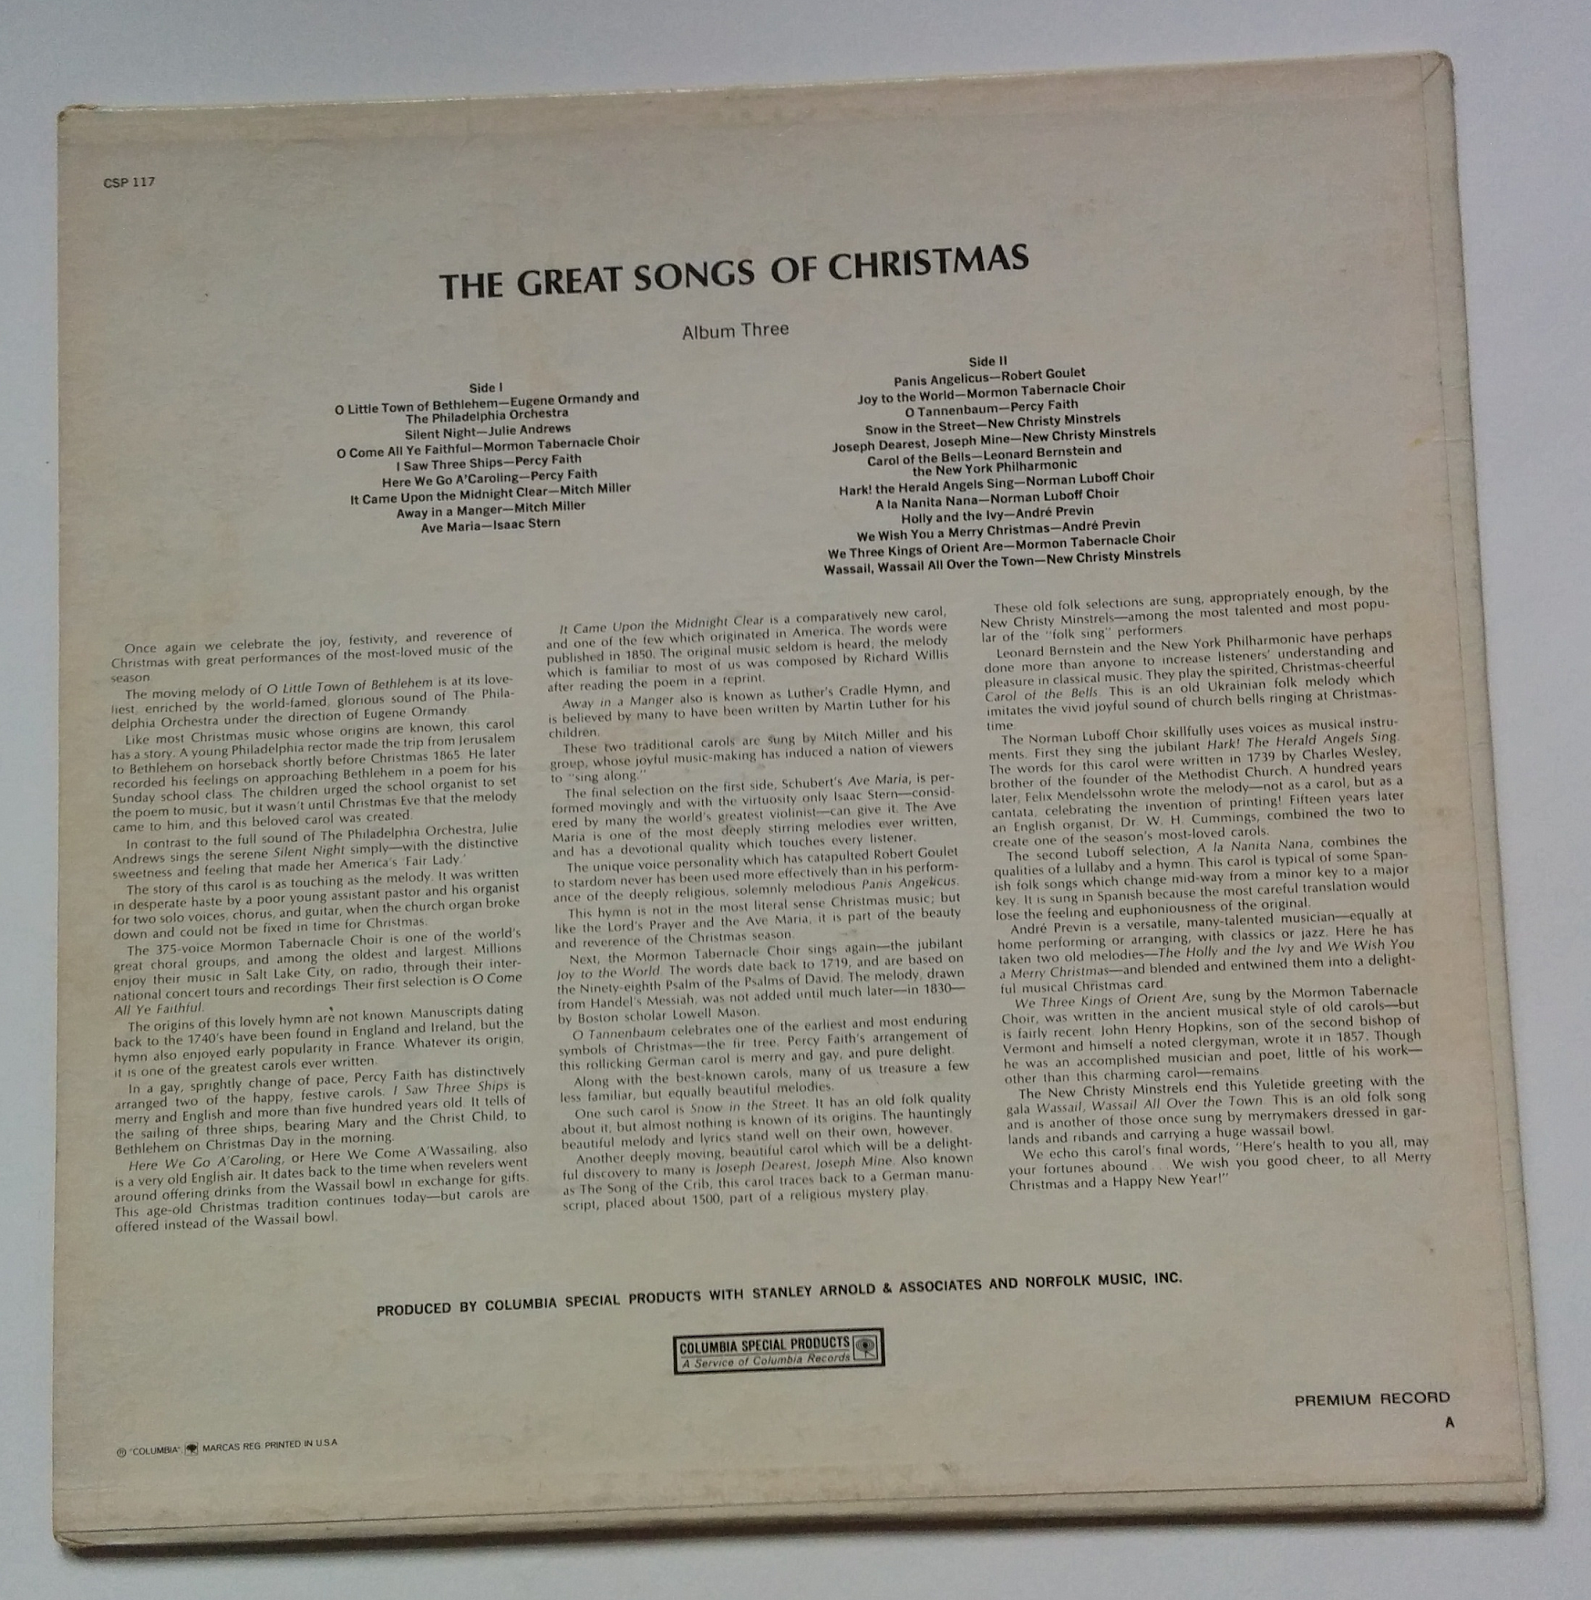 CSP 117
THE GREAT SONGS OF CHRISTMAS
Album Three
Side I
O Little Town of Bethlehem—Eugene Ormandy and
The Philadelphia Orchestra
Silent Night—Julie Andrews
O Come All Ye Faithful—Mormon Tabernacle Choir
I Saw Three Ships—Percy Faith
Here We Go A'Caroling—Percy Faith
It Came Upon the Midnight Clear—Mitch Miller
Away in a Manger—Mitch Miller
Ave Maria—Isaac Stern
Side II
Panis Angelicus—Robert Goulet
Joy to the World—Mormon Tabernacle Choir
O Tannenbaum—Percy Faith
Snow in the Street—New Christy Minstrels
Joseph Dearest, Joseph Mine—New Christy Minstrels
Carol of the Bells—Leonard Bernstein and
the New York Philharmonic
Hark! the Herald Angels Sing—Norman Luboff Choir
A la Nanita Nana—Norman Luboff Choir
Holly and the Ivy—André Previn
We Wish You a Merry Christmas—André Previn
We Three Kings of Orient Are—Mormon Tabernacle Choir
Wassail, Wassail All Over the Town—New Christy Minstrels
Once again we celebrate the joy, festivity, and reverence of
Christmas with great performances of the most-loved music of the
season.
The moving melody of O Little Town of Bethlehem is at its love-
liest, enriched by the world-famed, glorious sound of The Phila-
delphia Orchestra under the direction of Eugene Ormandy.
Like most Christmas music whose origins are known, this carol
has a story. A young Philadelphia rector made the trip from Jerusalem
to Bethlehem on horseback shortly before Christmas 1865. He later
recorded his feelings on approaching Bethlehem in a poem for his
Sunday school class. The children urged the school organist to set
the poem to music, but it wasn't until Christmas Eve that the melody
came to him, and this beloved carol was created.
In contrast to the full sound of The Philadelphia Orchestra, Julie
Andrews sings the serene Silent Night simply—with the distinctive
sweetness and feeling that made her America's 'Fair Lady.'
The story of this carol is as touching as the melody. It was written
in desperate haste by a poor young assistant pastor and his organist
for two solo voices, chorus, and guitar, when the church organ broke
down and could not be fixed in time for Christmas.
The 375-voice Mormon Tabernacle Choir is one of the world's
great choral groups, and among the oldest and largest. Millions
enjoy their music in Salt Lake City, on radio, through their inter-
national concert tours and recordings. Their first selection is O Come
All Ye Faithful.
The origins of this lovely hymn are not known. Manuscripts dating
back to the 1740's have been found in England and Ireland, but the
hymn also enjoyed early popularity in France. Whatever its origin,
it is one of the greatest carols ever written.
In a gay, sprightly change of pace, Percy Faith has distinctively
arranged two of the happy, festive carols. I Saw Three Ships is
merry and English and more than five hundred years old. It tells of
the sailing of three ships, bearing Mary and the Christ Child, to
Bethlehem on Christmas Day in the morning.
Here We Go A'Caroling, or Here We Come A'Wassailing, also
is a very old English air. It dates back to the time when revelers went
around offering drinks from the Wassail bowl in exchange for gifts.
This age-old Christmas tradition continues today—but carols are
offered instead of the Wassail bowl.
It Came Upon the Midnight Clear is a comparatively new carol,
and one of the few which originated in America. The words were
published in 1850. The original music seldom is heard; the melody
which is familiar to most of us was composed by Richard Willis
after reading the poem in a reprint.
Away in a Manger also is known as Luther's Cradle Hymn, and
is believed by many to have been written by Martin Luther for his
children.
These two traditional carols are sung by Mitch Miller and his
group, whose joyful music-making has induced a nation of viewers
to "sing along."
The final selection on the first side, Schubert's Ave Maria, is per-
formed movingly and with the virtuosity only Isaac Stern—consid-
ered by many the world's greatest violinist—can give it. The Ave
Maria is one of the most deeply stirring melodies ever written,
and has a devotional quality which touches every listener.
The unique voice personality which has catapulted Robert Goulet
to stardom never has been used more effectively than in his perform-
ance of the deeply religious, solemnly melodious Panis Angelicus.
This hymn is not in the most literal sense Christmas music; but
like the Lord's Prayer and the Ave Maria, it is part of the beauty
and reverence of the Christmas season.
Next, the Mormon Tabernacle Choir sings again—the jubilant
Joy to the World. The words date back to 1719, and are based on
the Ninety-eighth Psalm of the Psalms of David. The melody, drawn
from Handel's Messiah, was not added until much later—in 1830—
by Boston scholar Lowell Mason.
O Tannenbaum celebrates one of the earliest and most enduring
symbols of Christmas—the fir tree. Percy Faith's arrangement of
this rollicking German carol is merry and gay, and pure delight.
Along with the best-known carols, many of us treasure a few
less familiar, but equally beautiful melodies.
One such carol is Snow in the Street. It has an old folk quality
about it, but almost nothing is known of its origins. The hauntingly
beautiful melody and lyrics stand well on their own, however.
Another deeply moving, beautiful carol which will be a delight-
ful discovery to many is Joseph Dearest, Joseph Mine. Also known
as The Song of the Crib, this carol traces back to a German manu-
script, placed about 1500, part of a religious mystery play.
These old folk selections are sung, appropriately enough, by the
New Christy Minstrels—among the most talented and most popu-
lar of the "folk sing" performers.
Leonard Bernstein and the New York Philharmonic have perhaps
done more than anyone to increase listeners' understanding and
pleasure in classical music. They play the spirited, Christmas-cheerful
Carol of the Bells. This is an old Ukrainian folk melody which
imitates the vivid joyful sound of church bells ringing at Christmas-
time.
The Norman Luboff Choir skillfully uses voices as musical instru-
ments. First they sing the jubilant Hark! The Herald Angels Sing.
The words for this carol were written in 1739 by Charles Wesley,
brother of the founder of the Methodist Church. A hundred years
later, Felix Mendelssohn wrote the melody—not as a carol, but as a
cantata, celebrating the invention of printing! Fifteen years later
an English organist, Dr. W. H. Cummings, combined the two to
create one of the season's most-loved carols.
The second Luboff selection, A la Nanita Nana, combines the
qualities of a lullaby and a hymn. This carol is typical of some Span-
ish folk songs which change mid-way from a minor key to a major
key. It is sung in Spanish because the most careful translation would
lose the feeling and euphoniousness of the original.
André Previn is a versatile, many-talented musician—equally at
home performing or arranging, with classics or jazz. Here he has
taken two old melodies—The Holly and the Ivy and We Wish You
a Merry Christmas—and blended and entwined them into a delight-
ful musical Christmas card.
We Three Kings of Orient Are, sung by the Mormon Tabernacle
Choir, was written in the ancient musical style of old carols—but
is fairly recent. John Henry Hopkins, son of the second bishop of
Vermont and himself a noted clergyman, wrote it in 1857. Though
he was an accomplished musician and poet, little of his work—
other than this charming carol—remains.
The New Christy Minstrels end this Yuletide greeting with the
gala Wassail, Wassail All Over the Town. This is an old folk song
and is another of those once sung by merrymakers dressed in gar-
lands and ribands and carrying a huge wassail bowl.
We echo this carol's final words, "Here's health to you all, may
your fortunes abound . . . We wish you good cheer, to all Merry
Christmas and a Happy New Year!"
PRODUCED BY COLUMBIA SPECIAL PRODUCTS WITH STANLEY ARNOLD & ASSOCIATES AND NORFOLK MUSIC, INC.
COLUMBIA SPECIAL PRODUCTS
A Service of Columbia Records
PREMIUM RECORD
A
℗ "COLUMBIA", MARCAS REG. PRINTED IN U.S.A.